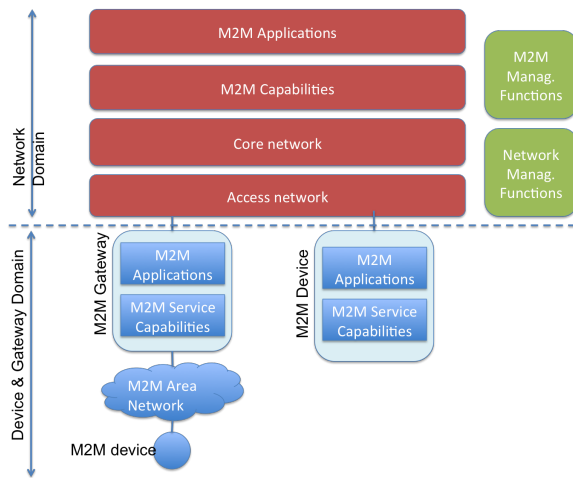 M2M Applications
M2M Capabilities
Core network
Access network
M2M
Manag.
Functions
Network
Manag.
Functions
Network
Domain
Device & Gateway Domain
M2M Gateway
M2M
Applications
M2M Service
Capabilities
M2M Device
M2M
Applications
M2M Service
Capabilities
M2M Area
Network
M2M device